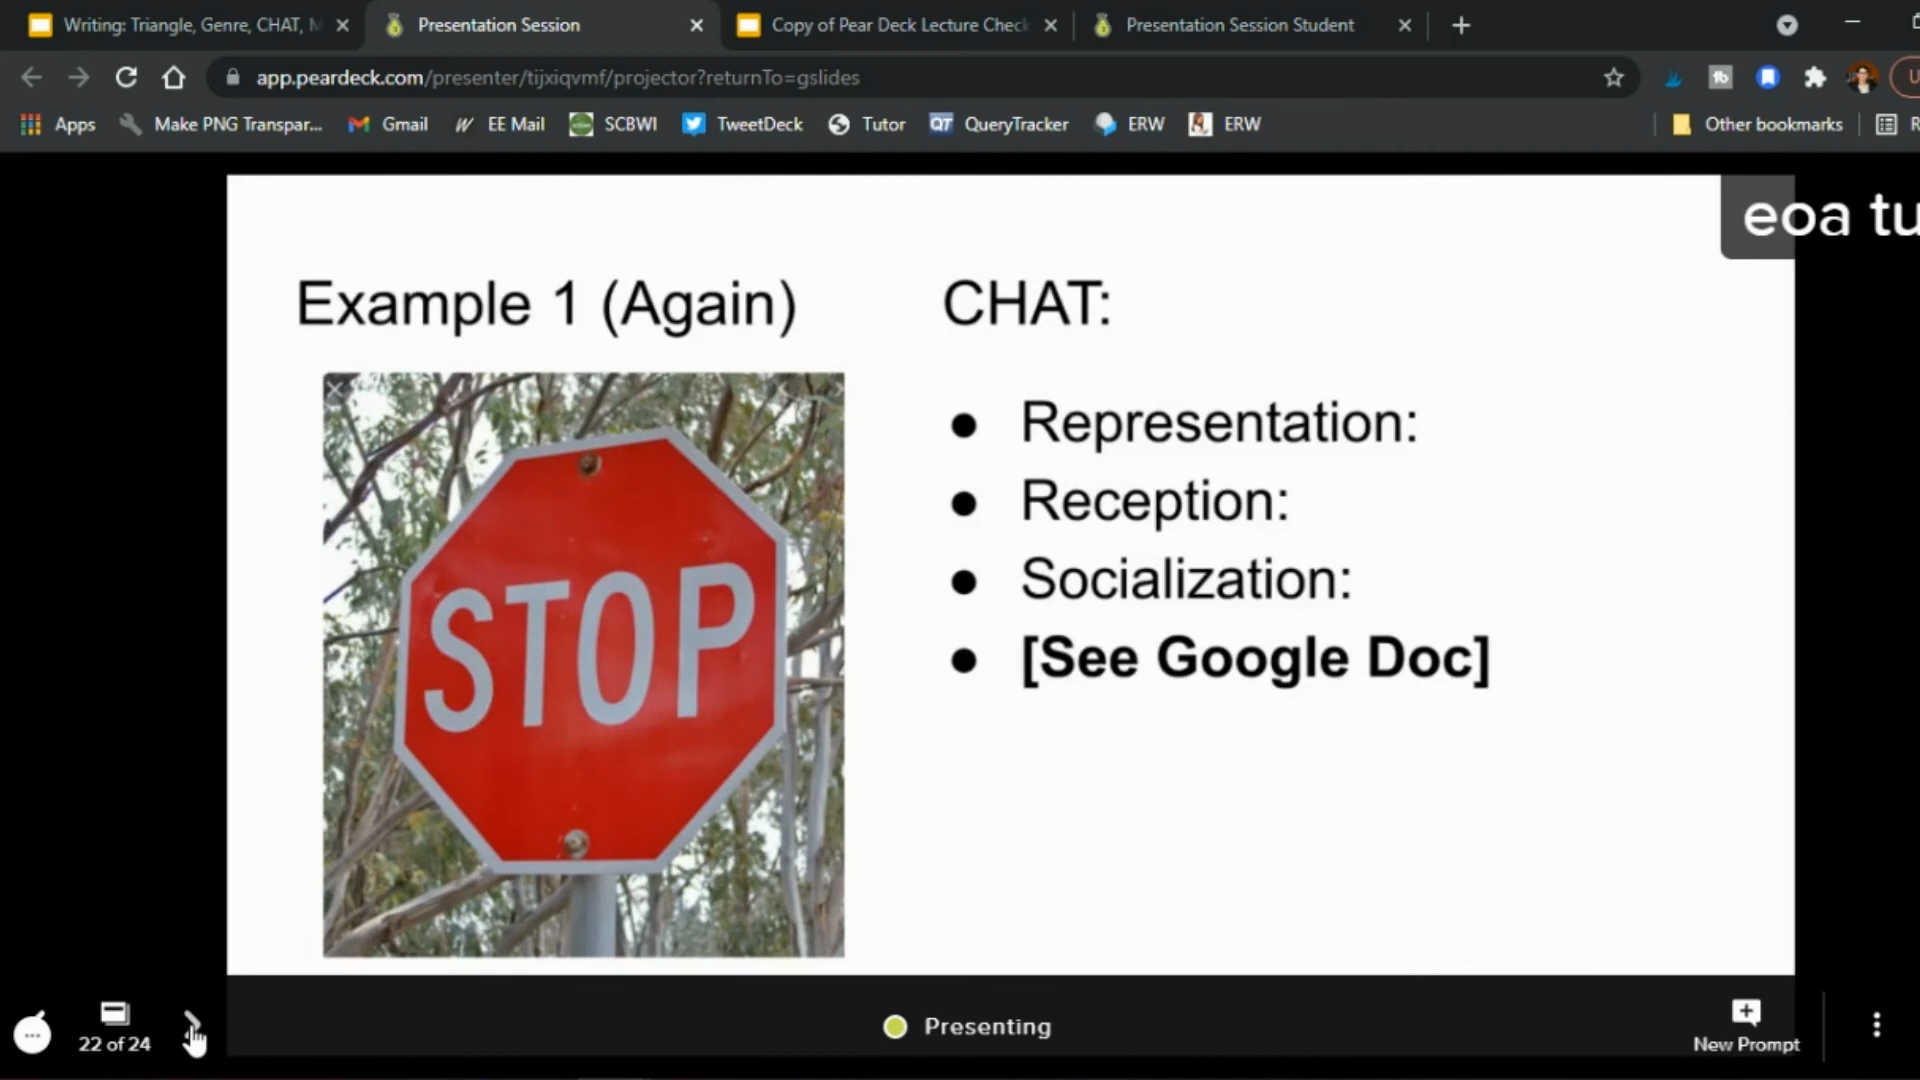 Writing: Triangle, Genre, CHAT, M
Presentation Session
Copy of Pear Deck Lecture Check
Presentation Session Student
app.peardeck.com/presenter/tijxiqvmf/projector?returnTo=gslides
Apps
Make PNG Transpar...
Gmail
EE Mail
SCBWI
TweetDeck
Tutor
QT QueryTracker
ERW
ERW
Other bookmarks
R
eoa tu
Example 1 (Again)
CHAT:
Representation:
Reception:
Socialization:
[See Google Doc]
STOP
22 of 24
Presenting
New Prompt